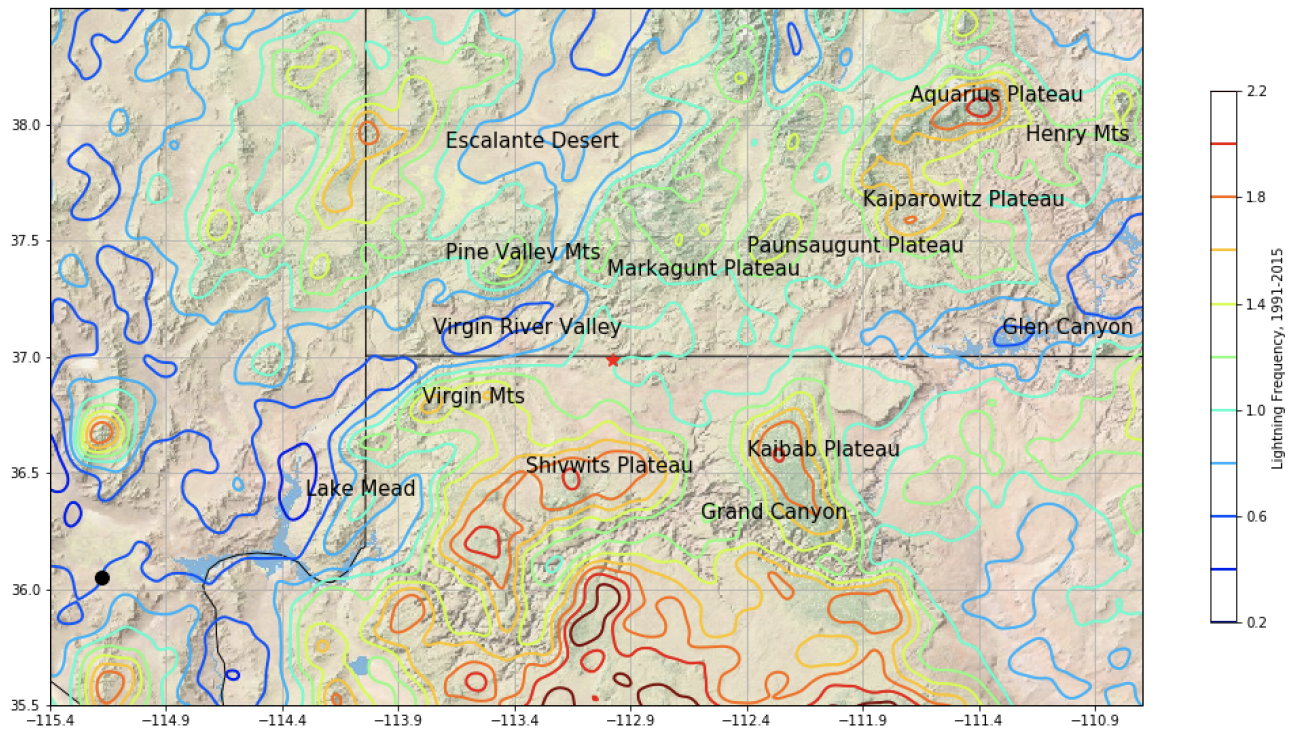 Aquarius Plateau
38.0
Henry Mts
Escalante Desert
Kaiparowitz Plateau
37.5
Pine Valley Mts
Paunsaugunt Plateau
Markagunt Plateau
Virgin River Valley
Glen Canyon
37.0
Virgin Mts
Kaibab Plateau
36.5
Shivwits Plateau
Lake Mead
Grand Canyon
36.0
35.5
−115.4 −114.9 −114.4 −113.9 −113.4 −112.9 −112.4 −111.9 −111.4 −110.9
2.2
1.8
1.4
1.0
0.6
0.2
Lightning Frequency, 1991-2015